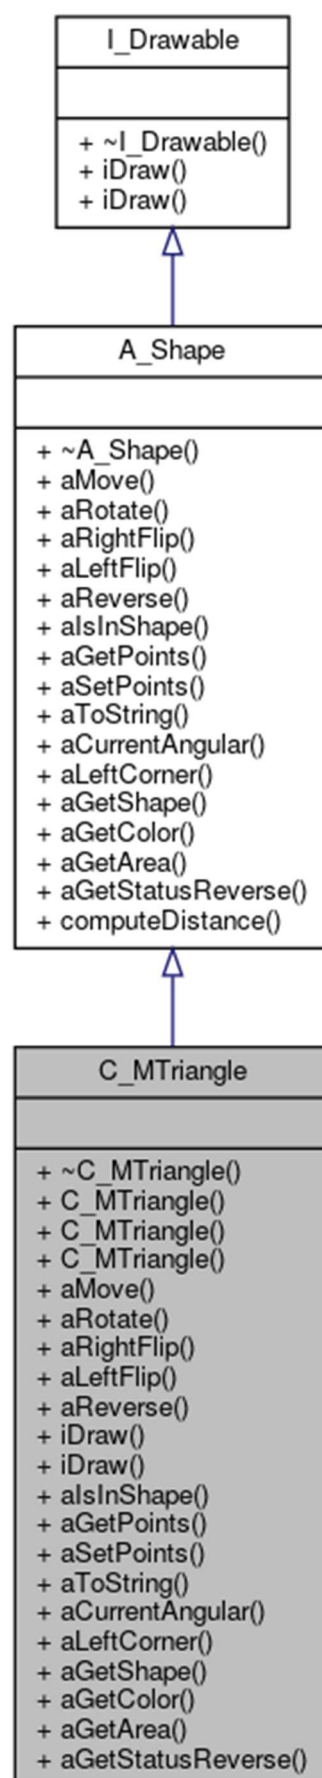 I_Drawable
+ ~I_Drawable()
+ iDraw()
+ iDraw()
A_Shape
+ ~A_Shape()
+ aMove()
+ aRotate()
+ aRightFlip()
+ aLeftFlip()
+ aReverse()
+ aIsInShape()
+ aGetPoints()
+ aSetPoints()
+ aToString()
+ aCurrentAngular()
+ aLeftCorner()
+ aGetShape()
+ aGetColor()
+ aGetArea()
+ aGetStatusReverse()
+ computeDistance()
C_MTriangle
+ ~C_MTriangle()
+ C_MTriangle()
+ C_MTriangle()
+ C_MTriangle()
+ aMove()
+ aRotate()
+ aRightFlip()
+ aLeftFlip()
+ aReverse()
+ iDraw()
+ iDraw()
+ aIsInShape()
+ aGetPoints()
+ aSetPoints()
+ aToString()
+ aCurrentAngular()
+ aLeftCorner()
+ aGetShape()
+ aGetColor()
+ aGetArea()
+ aGetStatusReverse()